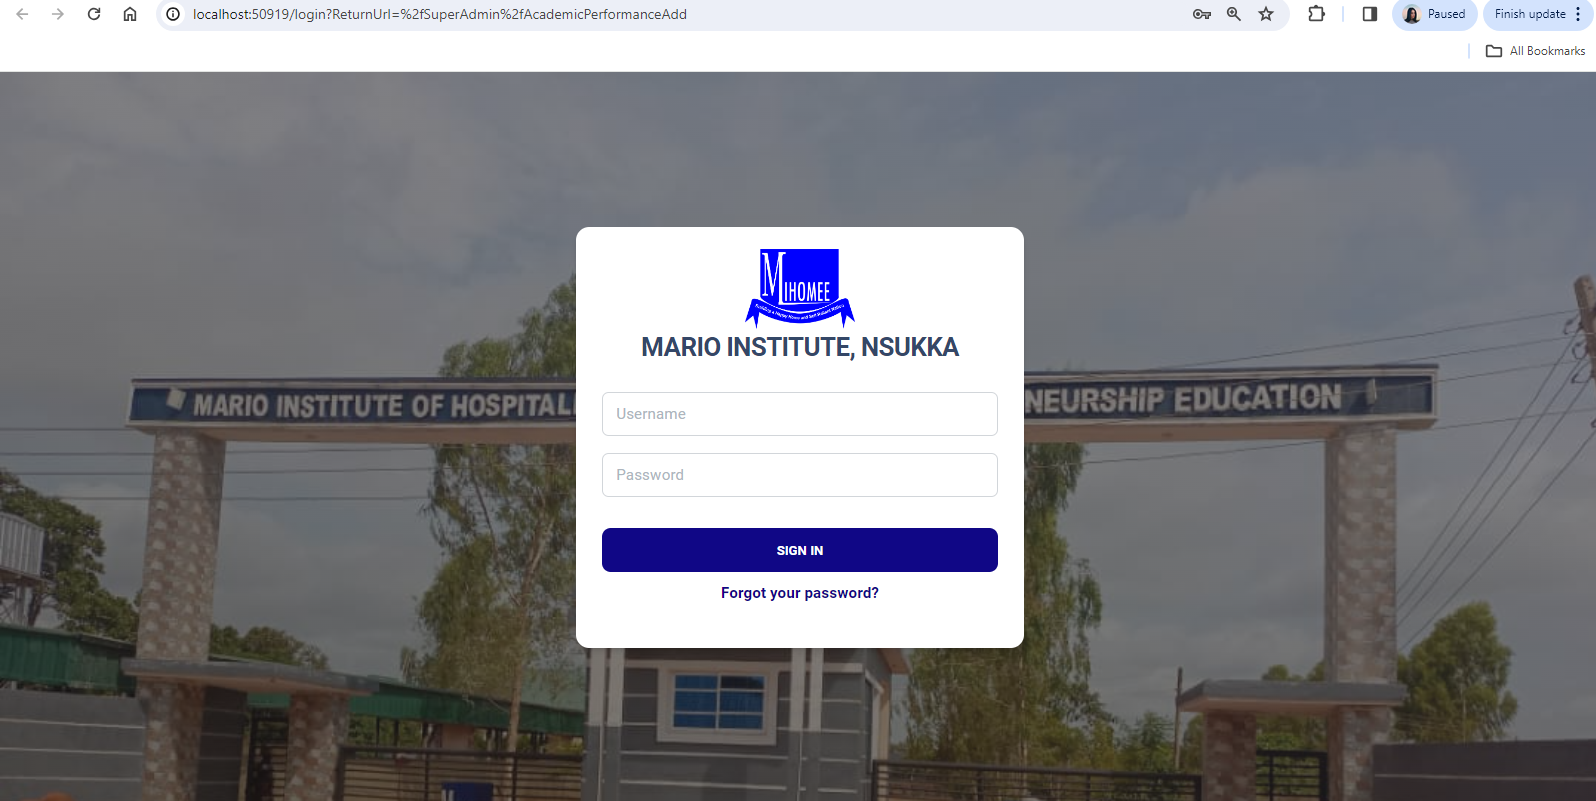 localhost:50919/login?ReturnUrl=%2fSuperAdmin%2fAcademicPerformanceAdd
Paused
Finish update
All Bookmarks
MIHOMEE
MARIO INSTITUTE, NSUKKA
MARIO INSTITUTE OF HOSPITAL
NEURSHIP EDUCATION
Username
Password
SIGN IN
Forgot your password?